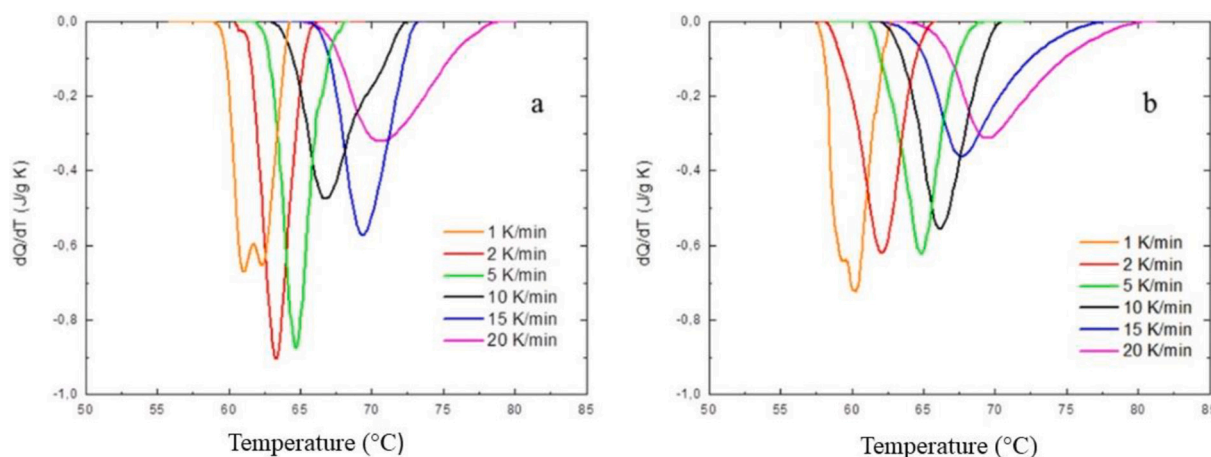 0.0
-0.2
-0.4
-0.6
-0.8
-1.0
dQ/dT (J/g K)
a
1 K/min
2 K/min
5 K/min
10 K/min
15 K/min
20 K/min
50 55 60 65 70 75 80 85
Temperature (°C)
0.0
-0.2
-0.4
-0.6
-0.8
-1.0
dQ/dT (J/g K)
b
1 K/min
2 K/min
5 K/min
10 K/min
15 K/min
20 K/min
50 55 60 65 70 75 80 85
Temperature (°C)